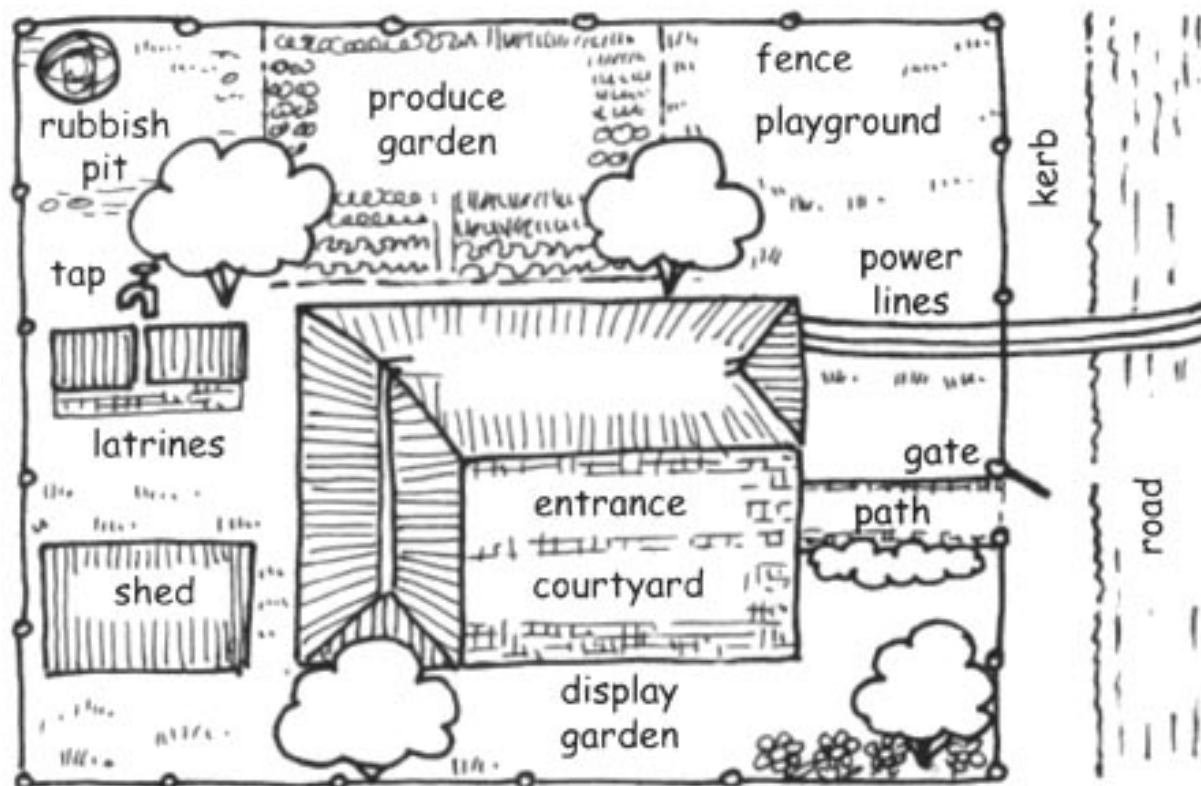 rubbish
pit
produce
garden
fence
playground
kerb
tap
power
lines
latrines
gate
entrance
path
road
shed
courtyard
display
garden